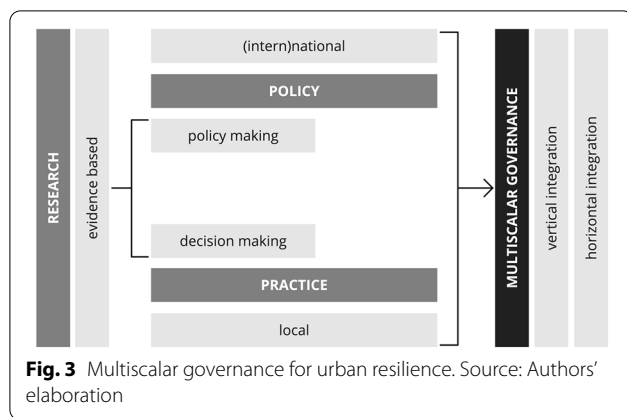 RESEARCH
evidence based
(intern)national
POLICY
policy making
decision making
PRACTICE
local
MULTISCALAR GOVERNANCE
vertical integration
horizontal integration
Fig. 3 Multiscalar governance for urban resilience. Source: Authors’
elaboration